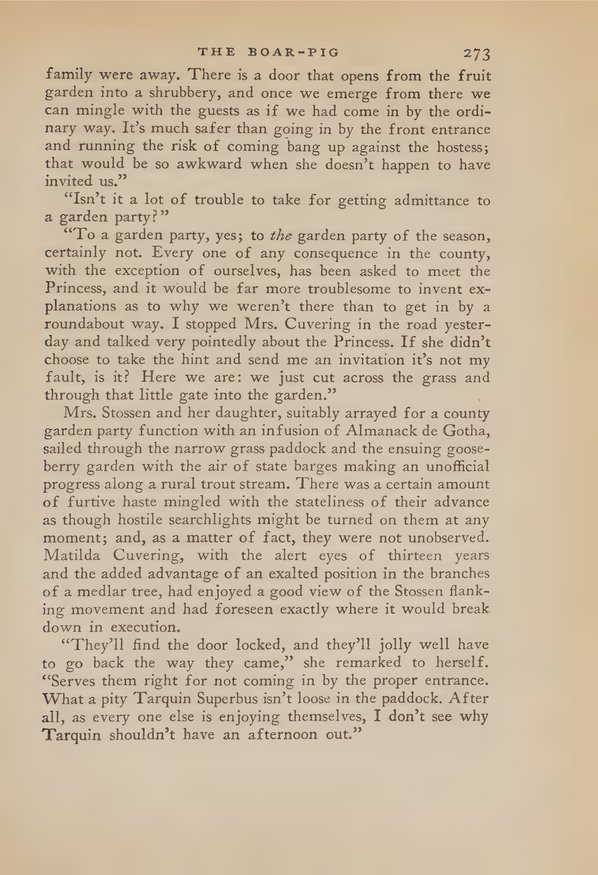 THE BOAR-PIG 273
family were away. There is a door that opens from the fruit
garden into a shrubbery, and once we emerge from there we
can mingle with the guests as if we had come in by the ordi-
nary way. It's much safer than going in by the front entrance
and running the risk of coming bang up against the hostess;
that would be so awkward when she doesn't happen to have
invited us."
"Isn't it a lot of trouble to take for getting admittance to
a garden party?"
"To a garden party, yes; to the garden party of the season,
certainly not. Every one of any consequence in the county,
with the exception of ourselves, has been asked to meet the
Princess, and it would be far more troublesome to invent ex-
planations as to why we weren't there than to get in by a
roundabout way. I stopped Mrs. Cuvering in the road yester-
day and talked very pointedly about the Princess. If she didn't
choose to take the hint and send me an invitation it's not my
fault, is it? Here we are: we just cut across the grass and
through that little gate into the garden."
Mrs. Stossen and her daughter, suitably arrayed for a county
garden party function with an infusion of Almanack de Gotha,
sailed through the narrow grass paddock and the ensuing goose-
berry garden with the air of state barges making an unofficial
progress along a rural trout stream. There was a certain amount
of furtive haste mingled with the stateliness of their advance
as though hostile searchlights might be turned on them at any
moment; and, as a matter of fact, they were not unobserved.
Matilda Cuvering, with the alert eyes of thirteen years
and the added advantage of an exalted position in the branches
of a medlar tree, had enjoyed a good view of the Stossen flank-
ing movement and had foreseen exactly where it would break
down in execution.
"They'll find the door locked, and they'll jolly well have
to go back the way they came," she remarked to herself.
"Serves them right for not coming in by the proper entrance.
What a pity Tarquin Superbus isn't loose in the paddock. After
all, as every one else is enjoying themselves, I don't see why
Tarquin shouldn't have an afternoon out."